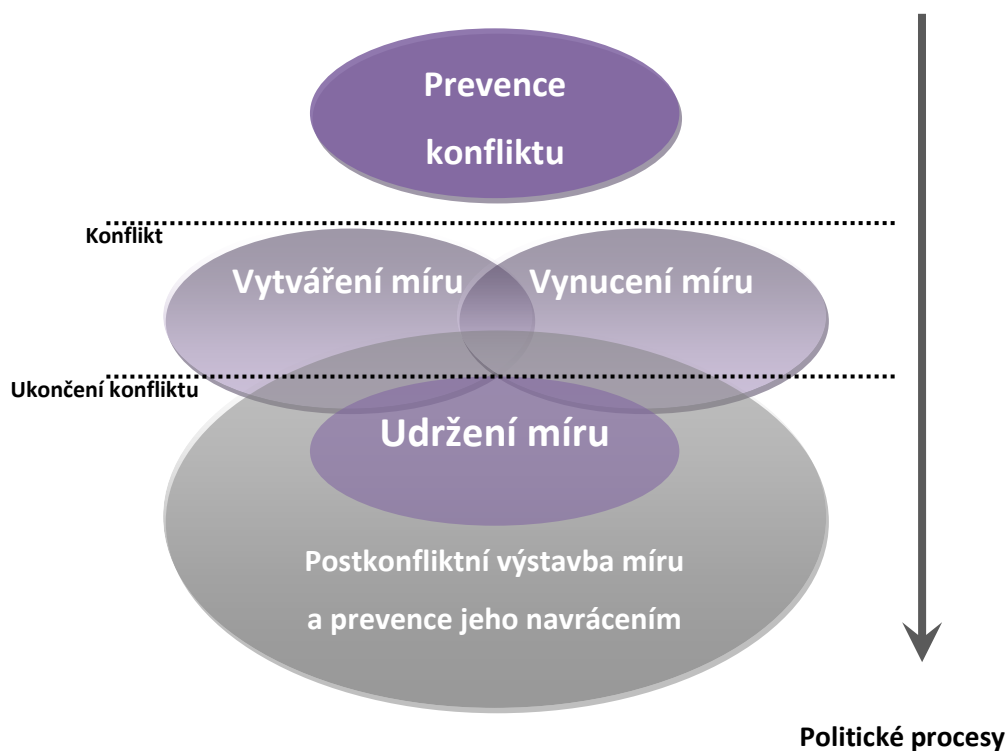 Prevence
konfliktu
Konflikt
Vytváření míru
Vynucení míru
Ukončení konfliktu
Udržení míru
Postkonfliktní výstavba míru
a prevence jeho navrácením
Politické procesy